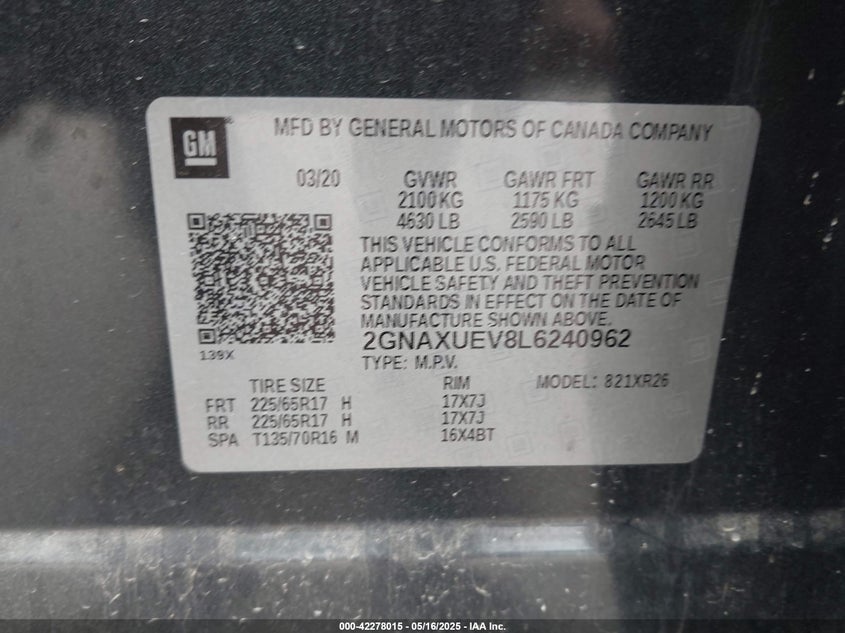 GM
MFD BY GENERAL MOTORS OF CANADA COMPANY
03/20 GVWR GAWR FRT GAWR RR
2100 KG 1175 KG 1200 KG
4630 LB 2590 LB 2645 LB
THIS VEHICLE CONFORMS TO ALL
APPLICABLE U.S. FEDERAL MOTOR
VEHICLE SAFETY AND THEFT PREVENTION
STANDARDS IN EFFECT ON THE DATE OF
MANUFACTURE SHOWN ABOVE.
2GNAXUEV8L6240962
139X
TYPE: M.P.V.
TIRE SIZE RIM MODEL: 821XR26
FRT 225/65R17 H 17X7J
RR 225/65R17 H 17X7J
SPA T135/70R16 M 16X4BT
000-42278015 - 05/16/2025 - IAA Inc.